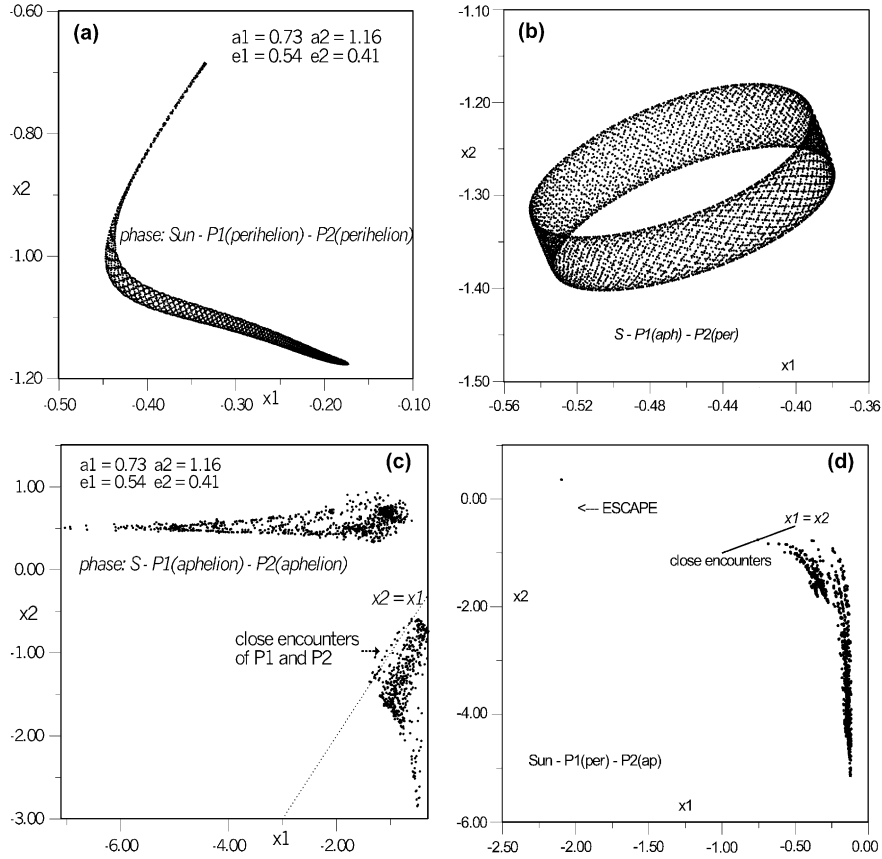 -0.60
(a)
a1 = 0.73 a2 = 1.16
e1 = 0.54 e2 = 0.41
-0.80
x2
phase: Sun - P1(perihelion) - P2(perihelion)
-1.00
-1.20
-0.50 -0.40 -0.30 x1 -0.20 -0.10
-1.10
(b)
-1.20
x2
-1.30
-1.40
S - P1(aph) - P2(per)
x1
-1.50
-0.56 -0.52 -0.48 -0.44 -0.40 -0.36
(c)
a1 = 0.73 a2 = 1.16
e1 = 0.54 e2 = 0.41
1.00
phase: S - P1(aphelion) - P2(aphelion)
0.00
x2 = x1
x2
close encounters
of P1 and P2
-1.00
-2.00
-3.00
-6.00 -4.00 x1 -2.00
(d)
0.00
<-- ESCAPE
x1 = x2
close encounters
x2
-2.00
-4.00
Sun - P1(per) - P2(ap)
x1
-6.00
-2.50 -2.00 -1.50 -1.00 -0.50 0.00